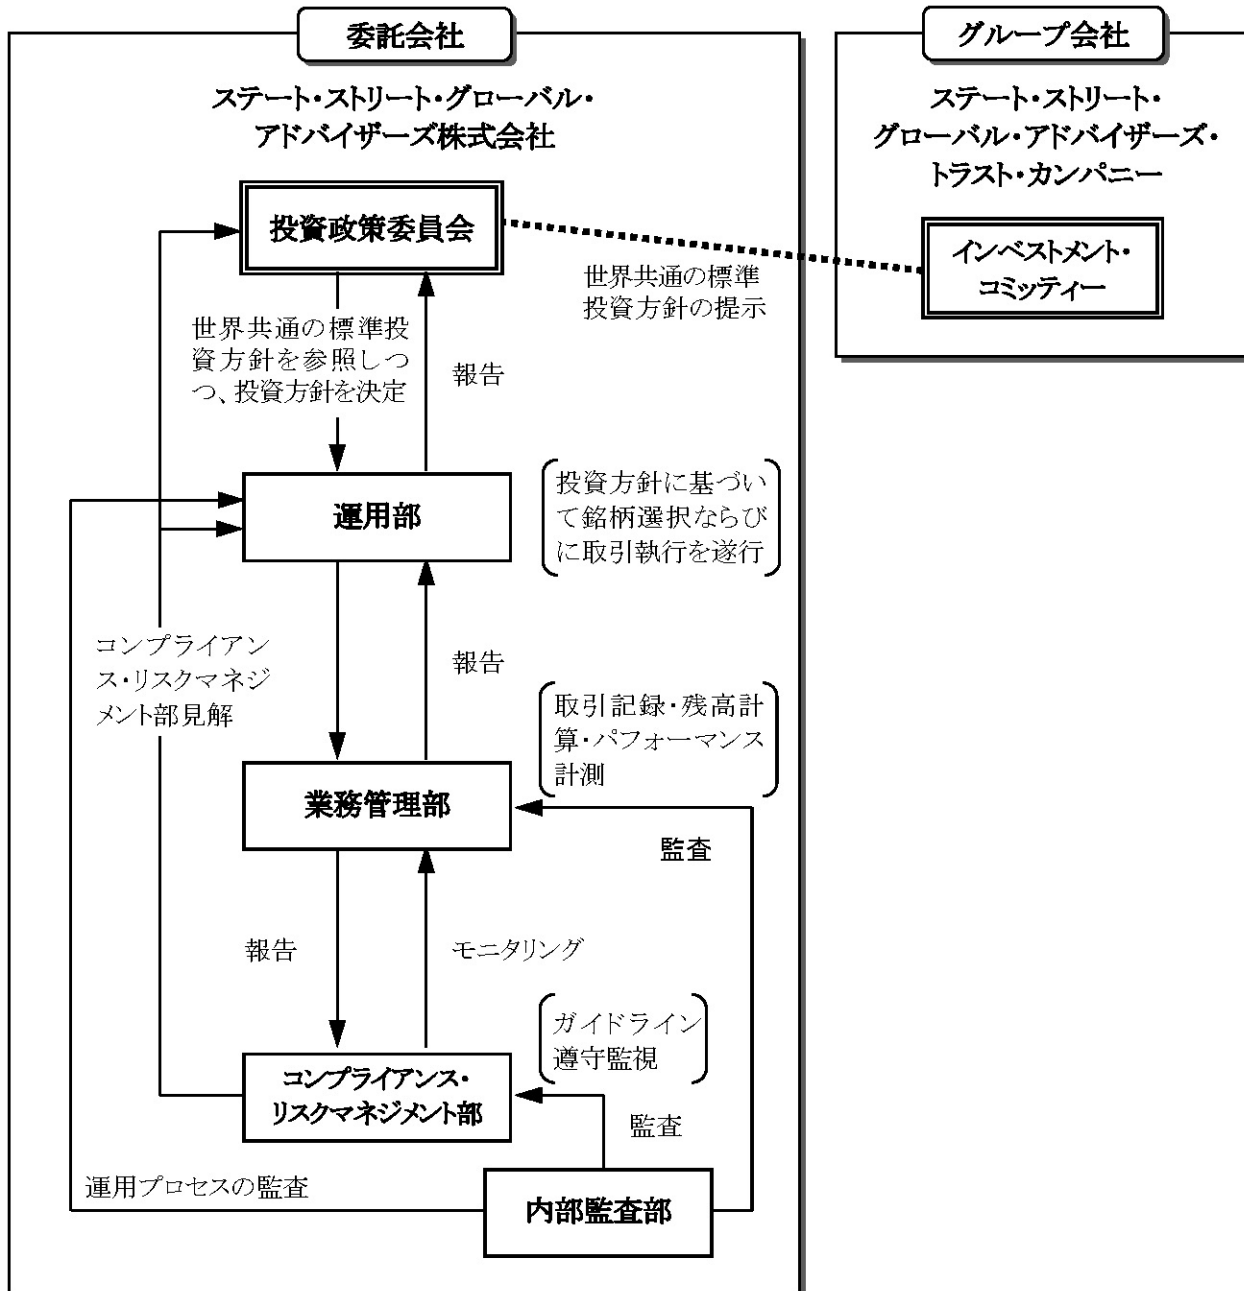 委託会社
ステート・ストリート・グローバル・
アドバイザーズ株式会社
投資政策委員会
世界共通の標準投
資方針を参照しつ
つ、投資方針を決定
報告
世界共通の標準
投資方針の提示
グループ会社
ステート・ストリート・
グローバル・アドバイザーズ・
トラスト・カンパニー
インベストメント・
コミッティー
運用部
投資方針に基づい
て銘柄選択ならび
に取引執行を遂行
コンプライアン
ス・リスクマネジ
メント部見解
報告
取引記録・残高計
算・パフォーマンス
計測
業務管理部
監査
報告
モニタリング
ガイドライン
遵守監視
コンプライアンス・
リスクマネジメント部
監査
運用プロセスの監査
内部監査部